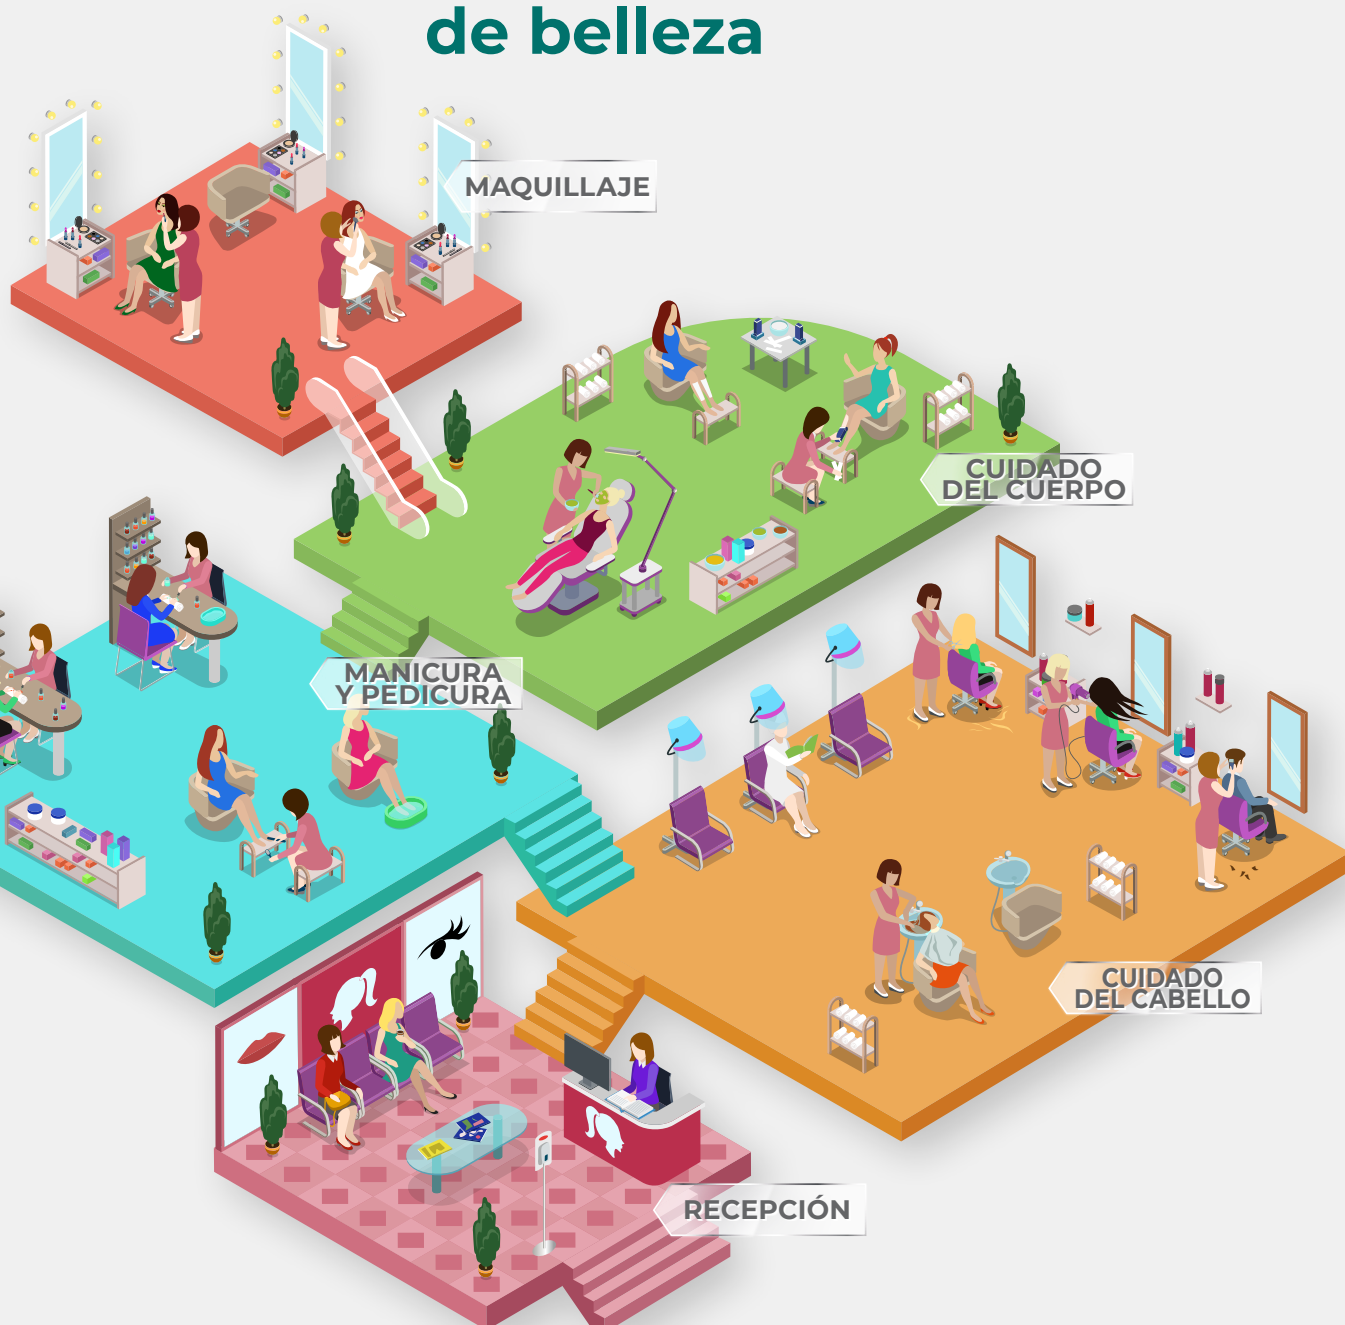 de belleza
MAQUILLAJE
CUIDADO
DEL CUERPO
MANICURA
Y PEDICURA
CUIDADO
DEL CABELLO
RECEPCIÓN